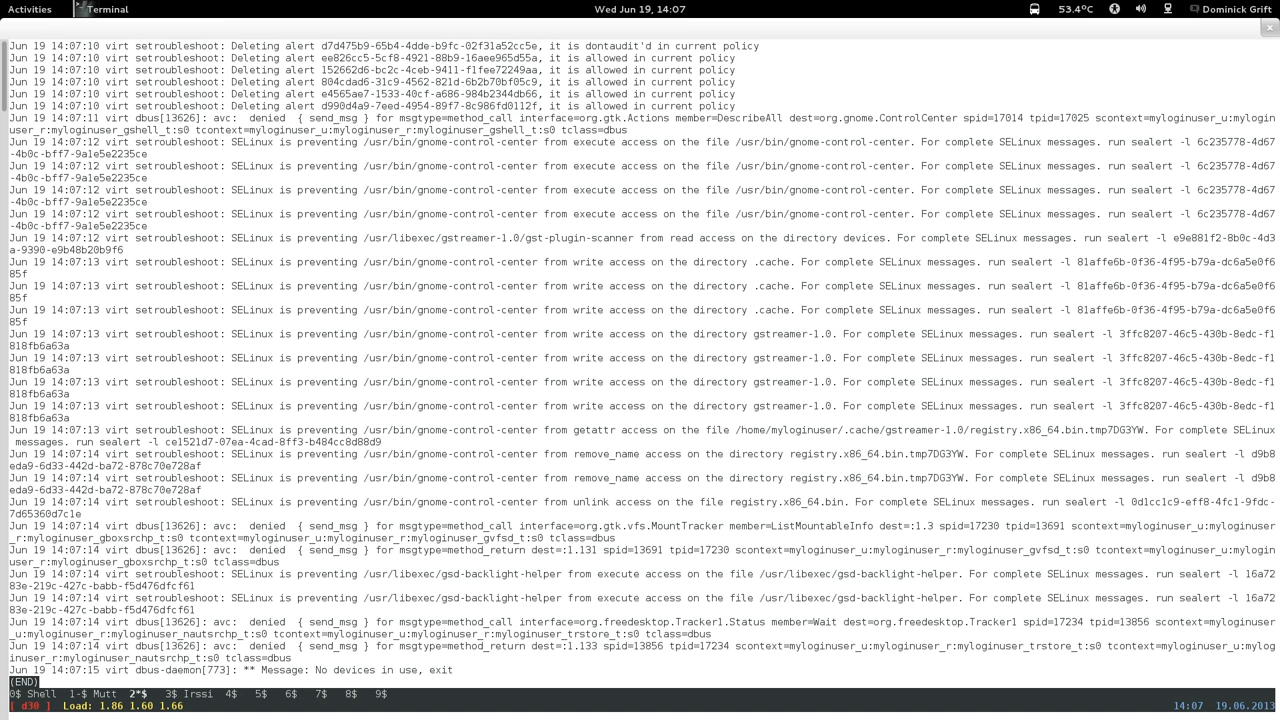 Activities Terminal Wed Jun 19, 14:07 53.4°C Dominick Grift
Jun 19 14:07:10 virt setroubleshoot: Deleting alert d7d475b9-65b4-4dde-b9fc-02f31a52cc5e, it is dontaudit'd in current policy
Jun 19 14:07:10 virt setroubleshoot: Deleting alert ee826cc5-5cf8-4921-88b9-16aee965d55a, it is allowed in current policy
Jun 19 14:07:10 virt setroubleshoot: Deleting alert 152662d6-bc2c-4ceb-9411-f1fee72249aa, it is allowed in current policy
Jun 19 14:07:10 virt setroubleshoot: Deleting alert 804cdad6-31c9-4562-821d-6b2b70bf05c9, it is allowed in current policy
Jun 19 14:07:10 virt setroubleshoot: Deleting alert e4565ae7-1533-40cf-a686-984b2344db66, it is allowed in current policy
Jun 19 14:07:10 virt setroubleshoot: Deleting alert d990d4a9-7eed-4954-89f7-8c986fd0112f, it is allowed in current policy
Jun 19 14:07:11 virt dbus[13626]: avc:  denied  { send_msg } for msgtype=method_call interface=org.gtk.Actions member=DescribeAll dest=org.gnome.ControlCenter spid=17014 tpid=17025 scontext=myloginuser_u:mylogin
user_r:myloginuser_gshell_t:s0 tcontext=myloginuser_u:myloginuser_r:myloginuser_gshell_t:s0 tclass=dbus
Jun 19 14:07:12 virt setroubleshoot: SELinux is preventing /usr/bin/gnome-control-center from execute access on the file /usr/bin/gnome-control-center. For complete SELinux messages. run sealert -l 6c235778-4d67
-4b0c-bff7-9a1e5e2235ce
Jun 19 14:07:12 virt setroubleshoot: SELinux is preventing /usr/bin/gnome-control-center from execute access on the file /usr/bin/gnome-control-center. For complete SELinux messages. run sealert -l 6c235778-4d67
-4b0c-bff7-9a1e5e2235ce
Jun 19 14:07:12 virt setroubleshoot: SELinux is preventing /usr/bin/gnome-control-center from execute access on the file /usr/bin/gnome-control-center. For complete SELinux messages. run sealert -l 6c235778-4d67
-4b0c-bff7-9a1e5e2235ce
Jun 19 14:07:12 virt setroubleshoot: SELinux is preventing /usr/bin/gnome-control-center from execute access on the file /usr/bin/gnome-control-center. For complete SELinux messages. run sealert -l 6c235778-4d67
-4b0c-bff7-9a1e5e2235ce
Jun 19 14:07:12 virt setroubleshoot: SELinux is preventing /usr/libexec/gstreamer-1.0/gst-plugin-scanner from read access on the directory devices. For complete SELinux messages. run sealert -l e9e881f2-8b0c-4d3
a-9390-e9b48b20b9f6
Jun 19 14:07:13 virt setroubleshoot: SELinux is preventing /usr/bin/gnome-control-center from write access on the directory .cache. For complete SELinux messages. run sealert -l 81affe6b-0f36-4f95-b79a-dc6a5e0f6
85f
Jun 19 14:07:13 virt setroubleshoot: SELinux is preventing /usr/bin/gnome-control-center from write access on the directory .cache. For complete SELinux messages. run sealert -l 81affe6b-0f36-4f95-b79a-dc6a5e0f6
85f
Jun 19 14:07:13 virt setroubleshoot: SELinux is preventing /usr/bin/gnome-control-center from write access on the directory .cache. For complete SELinux messages. run sealert -l 81affe6b-0f36-4f95-b79a-dc6a5e0f6
85f
Jun 19 14:07:13 virt setroubleshoot: SELinux is preventing /usr/bin/gnome-control-center from write access on the directory gstreamer-1.0. For complete SELinux messages. run sealert -l 3ffc8207-46c5-430b-8edc-f1
818fb6a63a
Jun 19 14:07:13 virt setroubleshoot: SELinux is preventing /usr/bin/gnome-control-center from write access on the directory gstreamer-1.0. For complete SELinux messages. run sealert -l 3ffc8207-46c5-430b-8edc-f1
818fb6a63a
Jun 19 14:07:13 virt setroubleshoot: SELinux is preventing /usr/bin/gnome-control-center from write access on the directory gstreamer-1.0. For complete SELinux messages. run sealert -l 3ffc8207-46c5-430b-8edc-f1
818fb6a63a
Jun 19 14:07:13 virt setroubleshoot: SELinux is preventing /usr/bin/gnome-control-center from write access on the directory gstreamer-1.0. For complete SELinux messages. run sealert -l 3ffc8207-46c5-430b-8edc-f1
818fb6a63a
Jun 19 14:07:13 virt setroubleshoot: SELinux is preventing /usr/bin/gnome-control-center from getattr access on the file /home/myloginuser/.cache/gstreamer-1.0/registry.x86_64.bin.tmp7DG3YW. For complete SELinux
messages. run sealert -l ce1521d7-07ea-4cad-8ff3-b484cc8d88d9
Jun 19 14:07:14 virt setroubleshoot: SELinux is preventing /usr/bin/gnome-control-center from remove_name access on the directory registry.x86_64.bin.tmp7DG3YW. For complete SELinux messages. run sealert -l d9b8
eda9-6d33-442d-ba72-878c70e728af
Jun 19 14:07:14 virt setroubleshoot: SELinux is preventing /usr/bin/gnome-control-center from remove_name access on the directory registry.x86_64.bin.tmp7DG3YW. For complete SELinux messages. run sealert -l d9b8
eda9-6d33-442d-ba72-878c70e728af
Jun 19 14:07:14 virt setroubleshoot: SELinux is preventing /usr/bin/gnome-control-center from unlink access on the file registry.x86_64.bin. For complete SELinux messages. run sealert -l 0d1cc1c9-eff8-4fc1-9fdc-
7d65360d7c1e
Jun 19 14:07:14 virt dbus[13626]: avc:  denied  { send_msg } for msgtype=method_call interface=org.gtk.vfs.MountTracker member=ListMountableInfo dest=:1.3 spid=17230 tpid=13691 scontext=myloginuser_u:myloginuser
_r:myloginuser_gboxsrchp_t:s0 tcontext=myloginuser_u:myloginuser_r:myloginuser_gvfsd_t:s0 tclass=dbus
Jun 19 14:07:14 virt dbus[13626]: avc:  denied  { send_msg } for msgtype=method_return dest=:1.131 spid=13691 tpid=17230 scontext=myloginuser_u:myloginuser_r:myloginuser_gvfsd_t:s0 tcontext=myloginuser_u:mylogin
user_r:myloginuser_gboxsrchp_t:s0 tclass=dbus
Jun 19 14:07:14 virt setroubleshoot: SELinux is preventing /usr/libexec/gsd-backlight-helper from execute access on the file /usr/libexec/gsd-backlight-helper. For complete SELinux messages. run sealert -l 16a72
83e-219c-427c-babb-f5d476dfcf61
Jun 19 14:07:14 virt setroubleshoot: SELinux is preventing /usr/libexec/gsd-backlight-helper from execute access on the file /usr/libexec/gsd-backlight-helper. For complete SELinux messages. run sealert -l 16a72
83e-219c-427c-babb-f5d476dfcf61
Jun 19 14:07:14 virt dbus[13626]: avc:  denied  { send_msg } for msgtype=method_call interface=org.freedesktop.Tracker1.Status member=Wait dest=org.freedesktop.Tracker1 spid=17234 tpid=13856 scontext=myloginuser
_u:myloginuser_r:myloginuser_nautsrchp_t:s0 tcontext=myloginuser_u:myloginuser_r:myloginuser_trstore_t:s0 tclass=dbus
Jun 19 14:07:14 virt dbus[13626]: avc:  denied  { send_msg } for msgtype=method_return dest=:1.133 spid=13856 tpid=17234 scontext=myloginuser_u:myloginuser_r:myloginuser_trstore_t:s0 tcontext=myloginuser_u:mylog
inuser_r:myloginuser_nautsrchp_t:s0 tclass=dbus
Jun 19 14:07:15 virt dbus-daemon[773]: ** Message: No devices in use, exit
(END)
0$ Shell  1-$ Mutt  2*$  3$ Irssi  4$  5$  6$  7$  8$  9$
[ d30 ]  Load: 1.86 1.60 1.66 14:07  19.06.2013